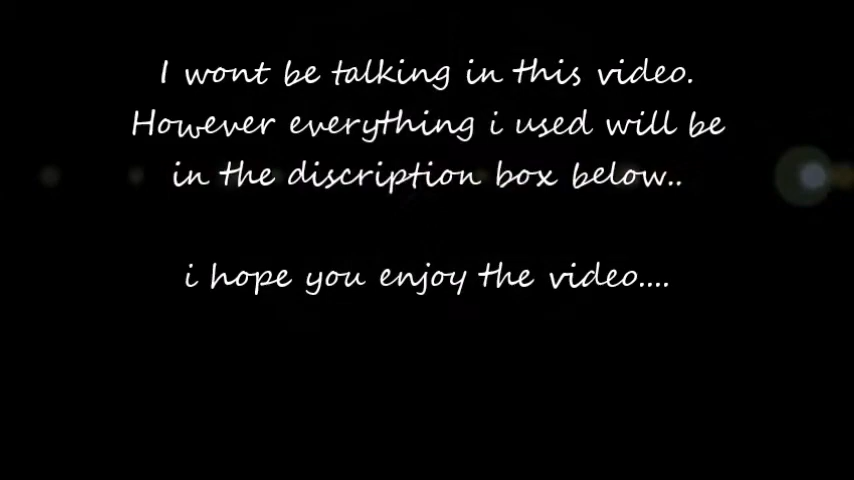 I wont be talking in this video.
However everything i used will be
in the discription box below..
i hope you enjoy the video....